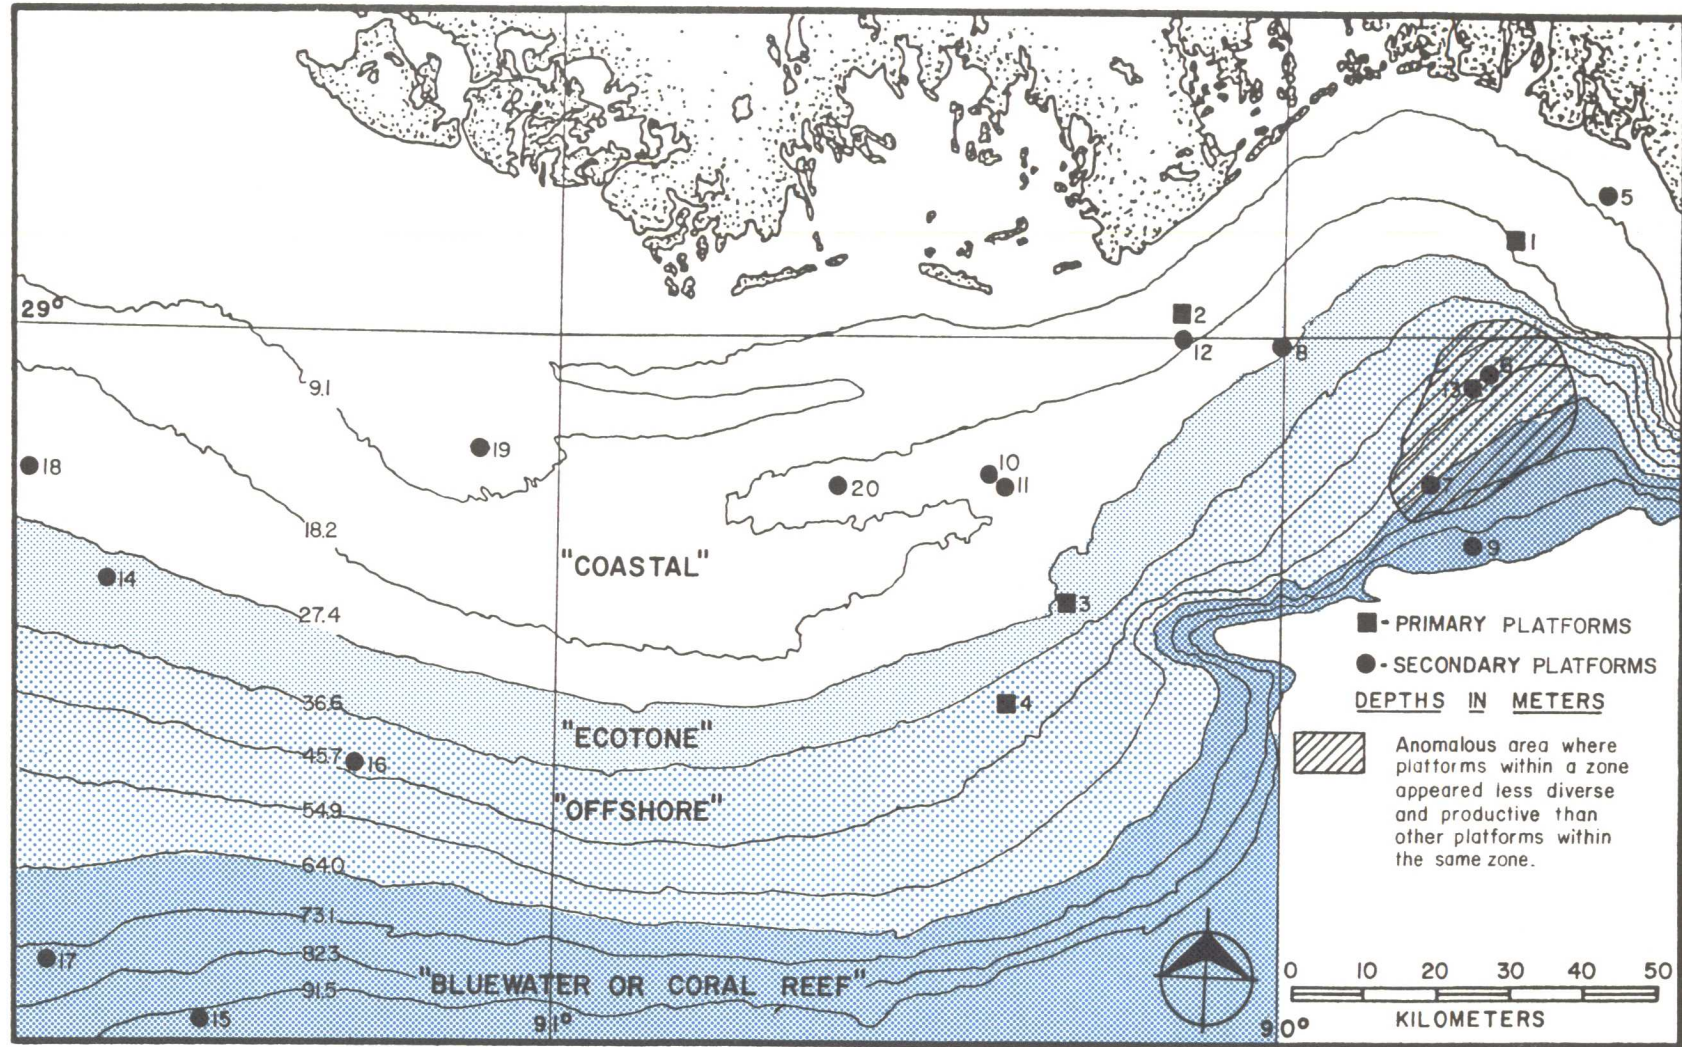 5
1
29°
2
12
8
9.1
6
13
19
18
10
11
20
7
18.2
"COASTAL"
9
14
27.4
3
■ - PRIMARY PLATFORMS
● - SECONDARY PLATFORMS
DEPTHS IN METERS
36.6
4
"ECOTONE"
45.7
16
Anomalous area where
platforms within a zone
appeared less diverse
and productive than
other platforms within
the same zone.
54.9
"OFFSHORE"
64.0
73.1
17
82.3
"BLUEWATER OR CORAL REEF"
91.5
15
91°
90°
0 10 20 30 40 50
KILOMETERS